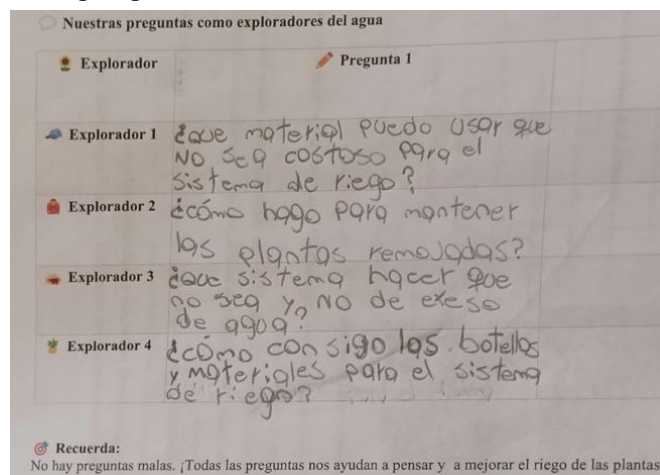 Nuestras preguntas como exploradores del agua
Explorador
Pregunta 1
Explorador 1
¿Que material puedo usar que
NO sea costoso para el
sistema de riego?
Explorador 2
¿cómo hago para mantener
las plantas remojadas?
Explorador 3
¿que sistema hacer que
no sea y NO de exeso
de agua?
Explorador 4
¿cómo consigo las botellas
y materiales para el sistema
de riego?
Recuerda:
No hay preguntas malas. ¡Todas las preguntas nos ayudan a pensar y a mejorar el riego de las plantas